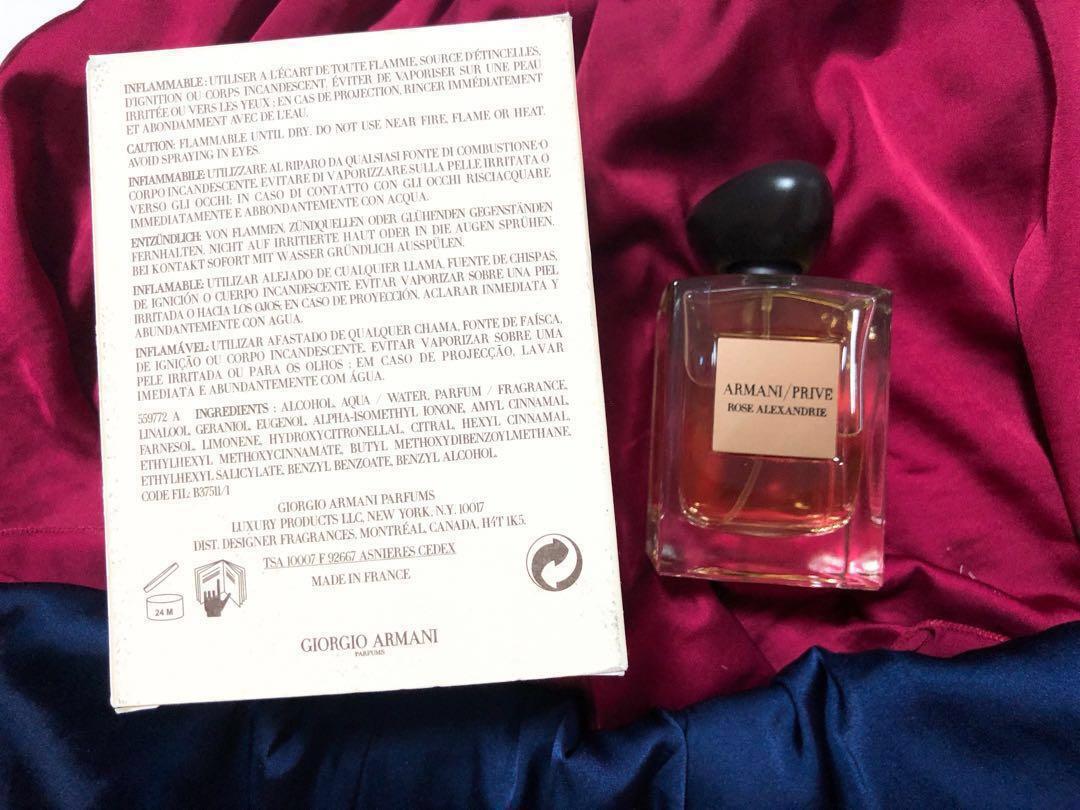 INFLAMMABLE : UTILISER A L'ÉCART DE TOUTE FLAMME, SOURCE D'ÉTINCELLES,
D'IGNITION OU CORPS INCANDESCENT, ÉVITER DE VAPORISER SUR UNE PEAU
IRRITÉE OU VERS LES YEUX : EN CAS DE PROJECTION, RINCER IMMÉDIATEMENT
ET ABONDAMMENT AVEC DE L'EAU.
CAUTION: FLAMMABLE UNTIL DRY. DO NOT USE NEAR FIRE, FLAME OR HEAT.
AVOID SPRAYING IN EYES.
INFIAMMABILE: UTILIZZARE AL RIPARO DA QUALSIASI FONTE DI COMBUSTIONE O
CORPO INCANDESCENTE. EVITARE DI VAPORIZZARE SULLA PELLE IRRITATA O
VERSO GLI OCCHI; IN CASO DI CONTATTO CON GLI OCCHI RISCIACQUARE
IMMEDIATAMENTE E ABBONDANTEMENTE CON ACQUA.
ENTZÜNDLICH: VON FLAMMEN, ZÜNDQUELLEN ODER GLÜHENDEN GEGENSTÄNDEN
FERNHALTEN. NICHT AUF IRRITIERTE HAUT ODER IN DIE AUGEN SPRÜHEN.
BEI KONTAKT SOFORT MIT WASSER GRÜNDLICH AUSSPÜLEN.
INFLAMABLE: UTILIZAR ALEJADO DE CUALQUIER LLAMA, FUENTE DE CHISPAS,
DE IGNICIÓN O CUERPO INCANDESCENTE. EVITAR VAPORIZAR SOBRE UNA PIEL
IRRITADA O HACIA LOS OJOS; EN CASO DE PROYECCIÓN. ACLARAR INMEDIATA Y
ABUNDANTEMENTE CON AGUA.
INFLAMÁVEL: UTILIZAR AFASTADO DE QUALQUER CHAMA, FONTE DE FAÍSCA,
DE IGNIÇÃO OU CORPO INCANDESCENTE. EVITAR VAPORIZAR SOBRE UMA
PELE IRRITADA OU PARA OS OLHOS : EM CASO DE PROJECÇÃO, LAVAR
IMEDIATA E ABUNDANTEMENTE COM ÁGUA.
559772 A INGREDIENTS : ALCOHOL, AQUA / WATER, PARFUM / FRAGRANCE,
LINALOOL, GERANIOL, EUGENOL, ALPHA-ISOMETHYL IONONE, AMYL CINNAMAL,
FARNESOL, LIMONENE, HYDROXYCITRONELLAL, CITRAL, HEXYL CINNAMAL,
ETHYLHEXYL METHOXYCINNAMATE, BUTYL METHOXYDIBENZOYLMETHANE,
ETHYLHEXYL SALICYLATE, BENZYL BENZOATE, BENZYL ALCOHOL.
CODE FIL: B37511/1
GIORGIO ARMANI PARFUMS
LUXURY PRODUCTS LLC, NEW YORK, N.Y. 10017
DIST. DESIGNER FRAGRANCES, MONTRÉAL, CANADA, H4T 1K5.
TSA 10007 F 92667 ASNIERES CEDEX
MADE IN FRANCE
24 M
GIORGIO ARMANI
PARFUMS
ARMANI/PRIVE
ROSE ALEXANDRIE